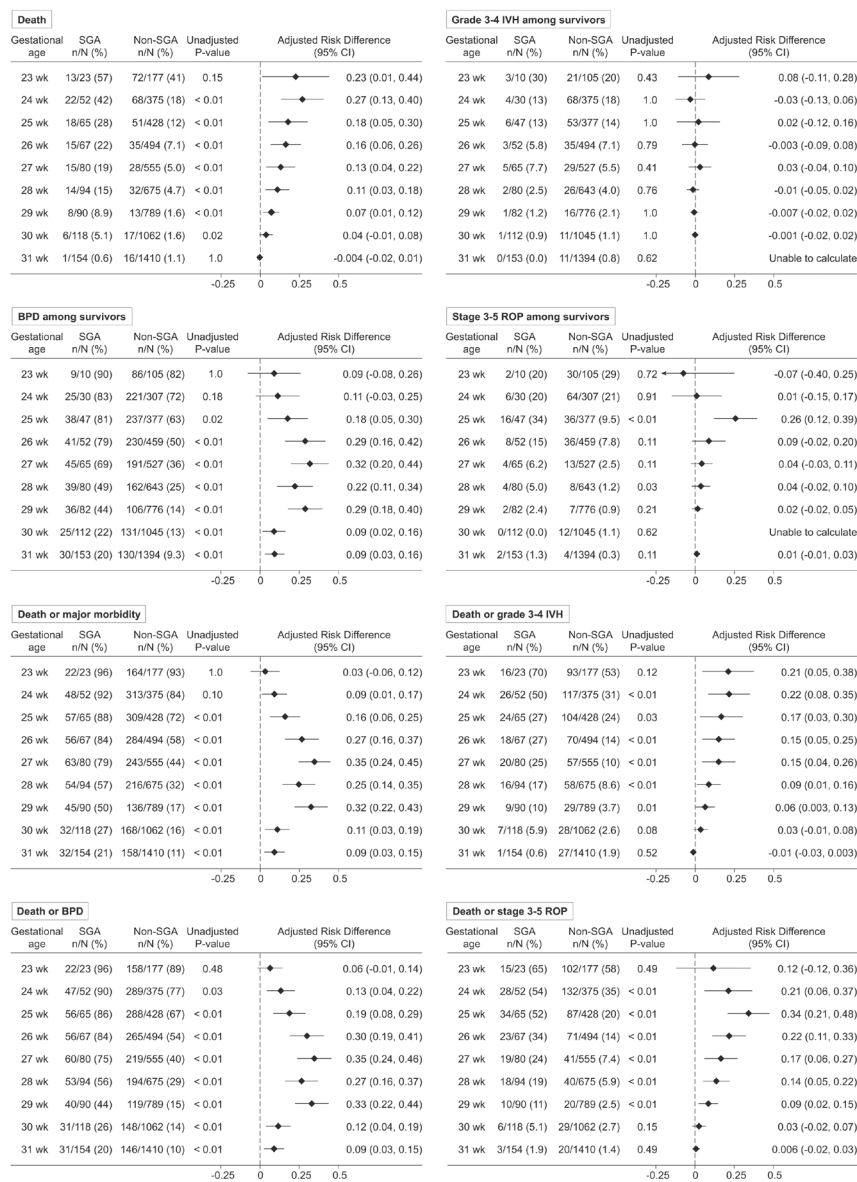 Death
Gestational SGA Non-SGA Unadjusted Adjusted Risk Difference
age n/N (%) n/N (%) P-value (95% CI)
23 wk 13/23 (57) 72/177 (41) 0.15 0.23 (0.01, 0.44)
24 wk 22/52 (42) 68/375 (18) < 0.01 0.27 (0.13, 0.40)
25 wk 18/65 (28) 51/428 (12) < 0.01 0.18 (0.05, 0.30)
26 wk 15/67 (22) 35/494 (7.1) < 0.01 0.16 (0.06, 0.26)
27 wk 15/80 (19) 28/555 (5.0) < 0.01 0.13 (0.04, 0.22)
28 wk 14/94 (15) 32/675 (4.7) < 0.01 0.11 (0.03, 0.18)
29 wk 8/90 (8.9) 13/789 (1.6) < 0.01 0.07 (0.01, 0.12)
30 wk 6/118 (5.1) 17/1062 (1.6) 0.02 0.04 (-0.01, 0.08)
31 wk 1/154 (0.6) 16/1410 (1.1) 1.0 -0.004 (-0.02, 0.01)
-0.25 0 0.25 0.5
Grade 3-4 IVH among survivors
Gestational SGA Non-SGA Unadjusted Adjusted Risk Difference
age n/N (%) n/N (%) P-value (95% CI)
23 wk 3/10 (30) 21/105 (20) 0.43 0.08 (-0.11, 0.28)
24 wk 4/30 (13) 68/375 (18) 1.0 -0.03 (-0.13, 0.06)
25 wk 6/47 (13) 53/377 (14) 1.0 0.02 (-0.12, 0.16)
26 wk 3/52 (5.8) 35/494 (7.1) 0.79 -0.003 (-0.09, 0.08)
27 wk 5/65 (7.7) 29/527 (5.5) 0.41 0.03 (-0.04, 0.10)
28 wk 2/80 (2.5) 26/643 (4.0) 0.76 -0.01 (-0.05, 0.02)
29 wk 1/82 (1.2) 16/776 (2.1) 1.0 -0.007 (-0.02, 0.02)
30 wk 1/112 (0.9) 11/1045 (1.1) 1.0 -0.001 (-0.02, 0.02)
31 wk 0/153 (0.0) 11/1394 (0.8) 0.62 Unable to calculate
-0.25 0 0.25 0.5
BPD among survivors
Gestational SGA Non-SGA Unadjusted Adjusted Risk Difference
age n/N (%) n/N (%) P-value (95% CI)
23 wk 9/10 (90) 86/105 (82) 1.0 0.09 (-0.08, 0.26)
24 wk 25/30 (83) 221/307 (72) 0.18 0.11 (-0.03, 0.25)
25 wk 38/47 (81) 237/377 (63) 0.02 0.18 (0.05, 0.30)
26 wk 41/52 (79) 230/459 (50) < 0.01 0.29 (0.16, 0.42)
27 wk 45/65 (69) 191/527 (36) < 0.01 0.32 (0.20, 0.44)
28 wk 39/80 (49) 162/643 (25) < 0.01 0.22 (0.11, 0.34)
29 wk 36/82 (44) 106/776 (14) < 0.01 0.29 (0.18, 0.40)
30 wk 25/112 (22) 131/1045 (13) < 0.01 0.09 (0.02, 0.16)
31 wk 30/153 (20) 130/1394 (9.3) < 0.01 0.09 (0.03, 0.16)
-0.25 0 0.25 0.5
Stage 3-5 ROP among survivors
Gestational SGA Non-SGA Unadjusted Adjusted Risk Difference
age n/N (%) n/N (%) P-value (95% CI)
23 wk 2/10 (20) 30/105 (29) 0.72 -0.07 (-0.40, 0.25)
24 wk 6/30 (20) 64/307 (21) 0.91 0.01 (-0.15, 0.17)
25 wk 16/47 (34) 36/377 (9.5) < 0.01 0.26 (0.12, 0.39)
26 wk 8/52 (15) 36/459 (7.8) 0.11 0.09 (-0.02, 0.20)
27 wk 4/65 (6.2) 13/527 (2.5) 0.11 0.04 (-0.03, 0.11)
28 wk 4/80 (5.0) 8/643 (1.2) 0.03 0.04 (-0.02, 0.10)
29 wk 2/82 (2.4) 7/776 (0.9) 0.21 0.02 (-0.02, 0.05)
30 wk 0/112 (0.0) 12/1045 (1.1) 0.62 Unable to calculate
31 wk 2/153 (1.3) 4/1394 (0.3) 0.11 0.01 (-0.01, 0.03)
-0.25 0 0.25 0.5
Death or major morbidity
Gestational SGA Non-SGA Unadjusted Adjusted Risk Difference
age n/N (%) n/N (%) P-value (95% CI)
23 wk 22/23 (96) 164/177 (93) 1.0 0.03 (-0.06, 0.12)
24 wk 48/52 (92) 313/375 (84) 0.10 0.09 (0.01, 0.17)
25 wk 57/65 (88) 309/428 (72) < 0.01 0.16 (0.06, 0.25)
26 wk 56/67 (84) 284/494 (58) < 0.01 0.27 (0.16, 0.37)
27 wk 63/80 (79) 243/555 (44) < 0.01 0.35 (0.24, 0.45)
28 wk 54/94 (57) 216/675 (32) < 0.01 0.25 (0.14, 0.35)
29 wk 45/90 (50) 136/789 (17) < 0.01 0.32 (0.22, 0.43)
30 wk 32/118 (27) 168/1062 (16) < 0.01 0.11 (0.03, 0.19)
31 wk 32/154 (21) 158/1410 (11) < 0.01 0.09 (0.03, 0.15)
-0.25 0 0.25 0.5
Death or grade 3-4 IVH
Gestational SGA Non-SGA Unadjusted Adjusted Risk Difference
age n/N (%) n/N (%) P-value (95% CI)
23 wk 16/23 (70) 93/177 (53) 0.12 0.21 (0.05, 0.38)
24 wk 26/52 (50) 117/375 (31) < 0.01 0.22 (0.08, 0.35)
25 wk 24/65 (27) 104/428 (24) 0.03 0.17 (0.03, 0.30)
26 wk 18/67 (27) 70/494 (14) < 0.01 0.15 (0.05, 0.25)
27 wk 20/80 (25) 57/555 (10) < 0.01 0.15 (0.04, 0.26)
28 wk 16/94 (17) 58/675 (8.6) < 0.01 0.09 (0.01, 0.16)
29 wk 9/90 (10) 29/789 (3.7) 0.01 0.06 (0.003, 0.13)
30 wk 7/118 (5.9) 28/1062 (2.6) 0.08 0.03 (-0.01, 0.08)
31 wk 1/154 (0.6) 27/1410 (1.9) 0.52 -0.01 (-0.03, 0.003)
-0.25 0 0.25 0.5
Death or BPD
Gestational SGA Non-SGA Unadjusted Adjusted Risk Difference
age n/N (%) n/N (%) P-value (95% CI)
23 wk 22/23 (96) 158/177 (89) 0.48 0.06 (-0.01, 0.14)
24 wk 47/52 (90) 289/375 (77) 0.03 0.13 (0.04, 0.22)
25 wk 56/65 (86) 288/428 (67) < 0.01 0.19 (0.08, 0.29)
26 wk 56/67 (84) 265/494 (54) < 0.01 0.30 (0.19, 0.41)
27 wk 60/80 (75) 219/555 (40) < 0.01 0.35 (0.24, 0.46)
28 wk 53/94 (56) 194/675 (29) < 0.01 0.27 (0.16, 0.37)
29 wk 40/90 (44) 119/789 (15) < 0.01 0.33 (0.22, 0.44)
30 wk 31/118 (26) 148/1062 (14) < 0.01 0.12 (0.04, 0.19)
31 wk 31/154 (20) 146/1410 (10) < 0.01 0.09 (0.03, 0.15)
-0.25 0 0.25 0.5
Death or stage 3-5 ROP
Gestational SGA Non-SGA Unadjusted Adjusted Risk Difference
age n/N (%) n/N (%) P-value (95% CI)
23 wk 15/23 (65) 102/177 (58) 0.49 0.12 (-0.12, 0.36)
24 wk 28/52 (54) 132/375 (35) < 0.01 0.21 (0.06, 0.37)
25 wk 34/65 (52) 87/428 (20) < 0.01 0.34 (0.21, 0.48)
26 wk 23/67 (34) 71/494 (14) < 0.01 0.22 (0.11, 0.33)
27 wk 19/80 (24) 41/555 (7.4) < 0.01 0.17 (0.06, 0.27)
28 wk 18/94 (19) 40/675 (5.9) < 0.01 0.14 (0.05, 0.22)
29 wk 10/90 (11) 20/789 (2.5) < 0.01 0.09 (0.02, 0.15)
30 wk 6/118 (5.1) 29/1062 (2.7) 0.15 0.03 (-0.02, 0.07)
31 wk 3/154 (1.9) 20/1410 (1.4) 0.49 0.006 (-0.02, 0.03)
-0.25 0 0.25 0.5